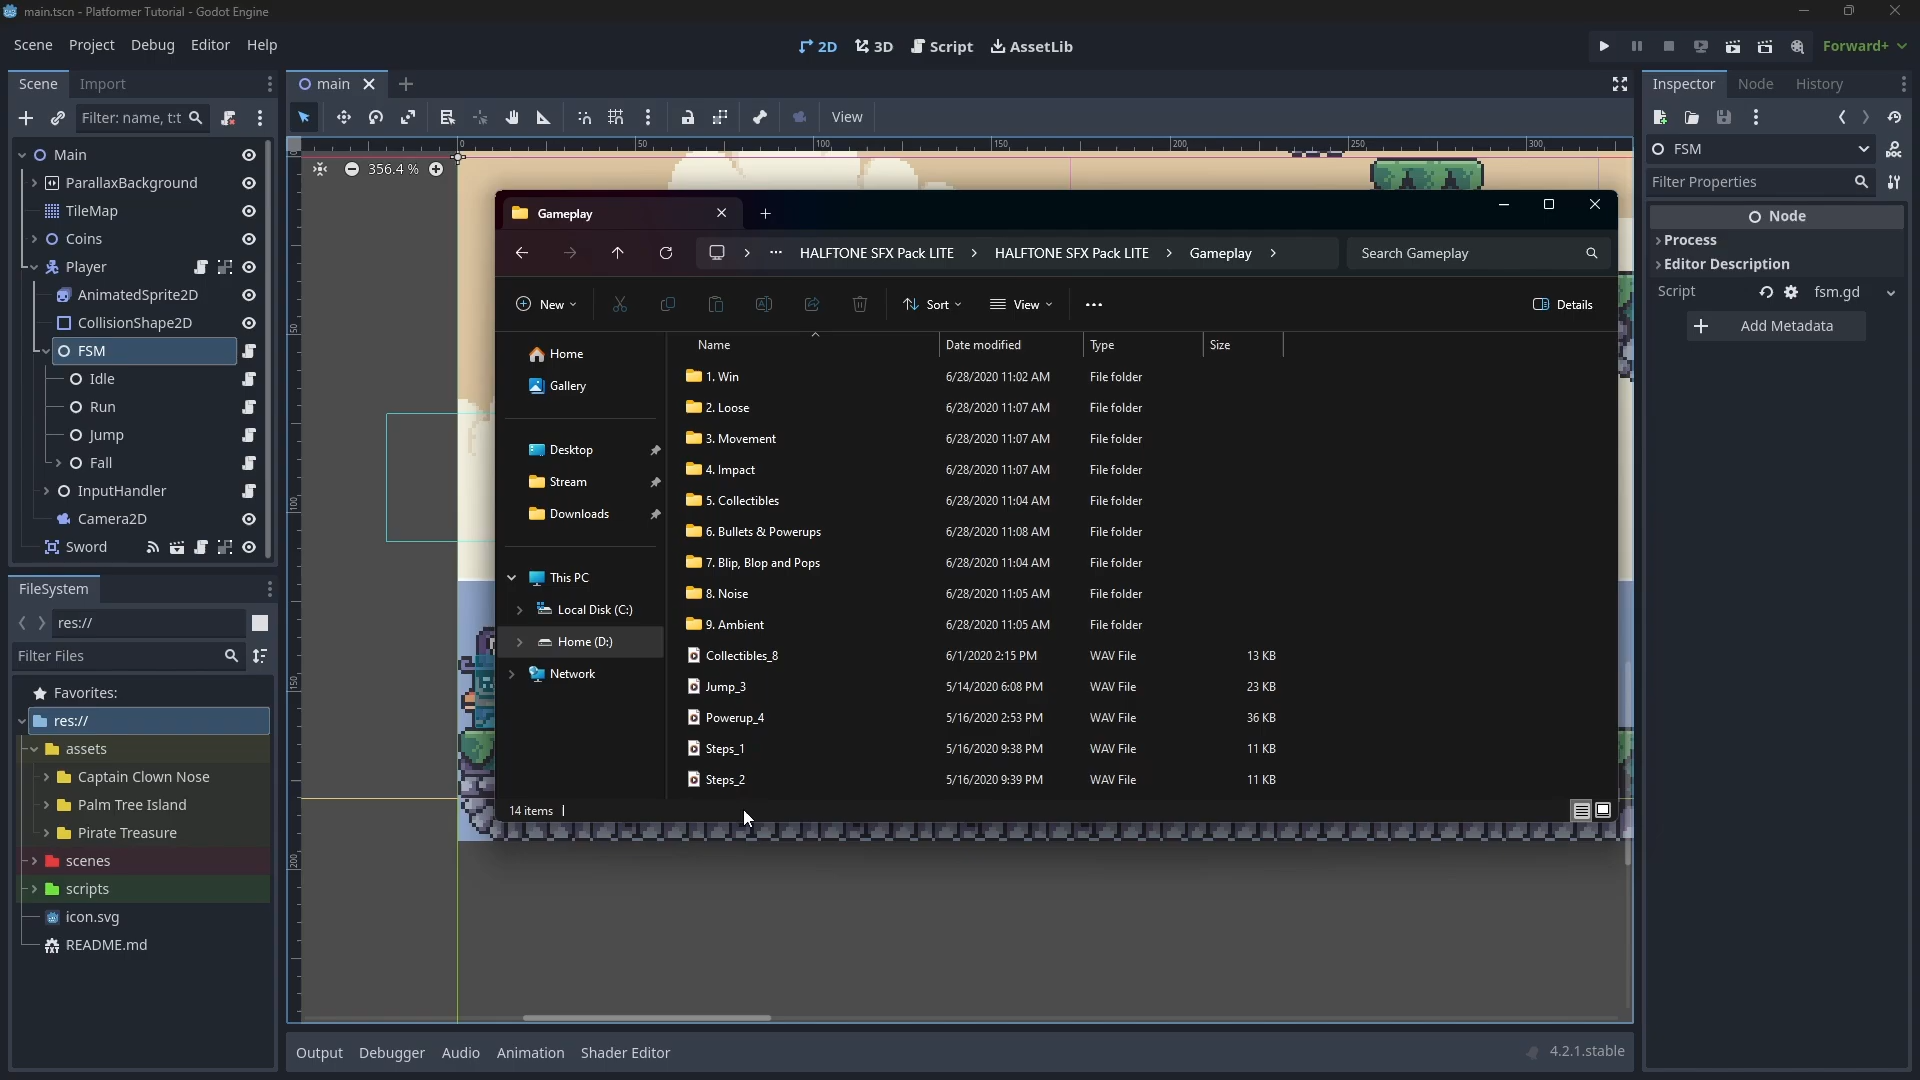 main.tscn - Platformer Tutorial - Godot Engine
Scene Project Debug Editor Help
2D 3D Script AssetLib
Forward+
Scene Import
main
Inspector Node History
Filter: name, t:t
View
356.4 %
0 50 100 150 200 250 300
50
100
150
200
Main
ParallaxBackground
TileMap
Coins
Player
AnimatedSprite2D
CollisionShape2D
FSM
Idle
Run
Jump
Fall
InputHandler
Camera2D
Sword
FileSystem
res://
Filter Files
Favorites:
res://
assets
Captain Clown Nose
Palm Tree Island
Pirate Treasure
scenes
scripts
icon.svg
README.md
Gameplay
HALFTONE SFX Pack LITE > HALFTONE SFX Pack LITE > Gameplay >
Search Gameplay
New Sort View Details
Home
Gallery
Desktop
Stream
Downloads
This PC
Local Disk (C:)
Home (D:)
Network
Name Date modified Type Size
1. Win 6/28/2020 11:02 AM File folder
2. Loose 6/28/2020 11:07 AM File folder
3. Movement 6/28/2020 11:07 AM File folder
4. Impact 6/28/2020 11:07 AM File folder
5. Collectibles 6/28/2020 11:04 AM File folder
6. Bullets & Powerups 6/28/2020 11:08 AM File folder
7. Blip, Blop and Pops 6/28/2020 11:04 AM File folder
8. Noise 6/28/2020 11:05 AM File folder
9. Ambient 6/28/2020 11:05 AM File folder
Collectibles_8 6/1/2020 2:15 PM WAV File 13 KB
Jump_3 5/14/2020 6:08 PM WAV File 23 KB
Powerup_4 5/16/2020 2:53 PM WAV File 36 KB
Steps_1 5/16/2020 9:38 PM WAV File 11 KB
Steps_2 5/16/2020 9:39 PM WAV File 11 KB
14 items
FSM
Filter Properties
Node
Process
Editor Description
Script fsm.gd
Add Metadata
Output Debugger Audio Animation Shader Editor
4.2.1.stable